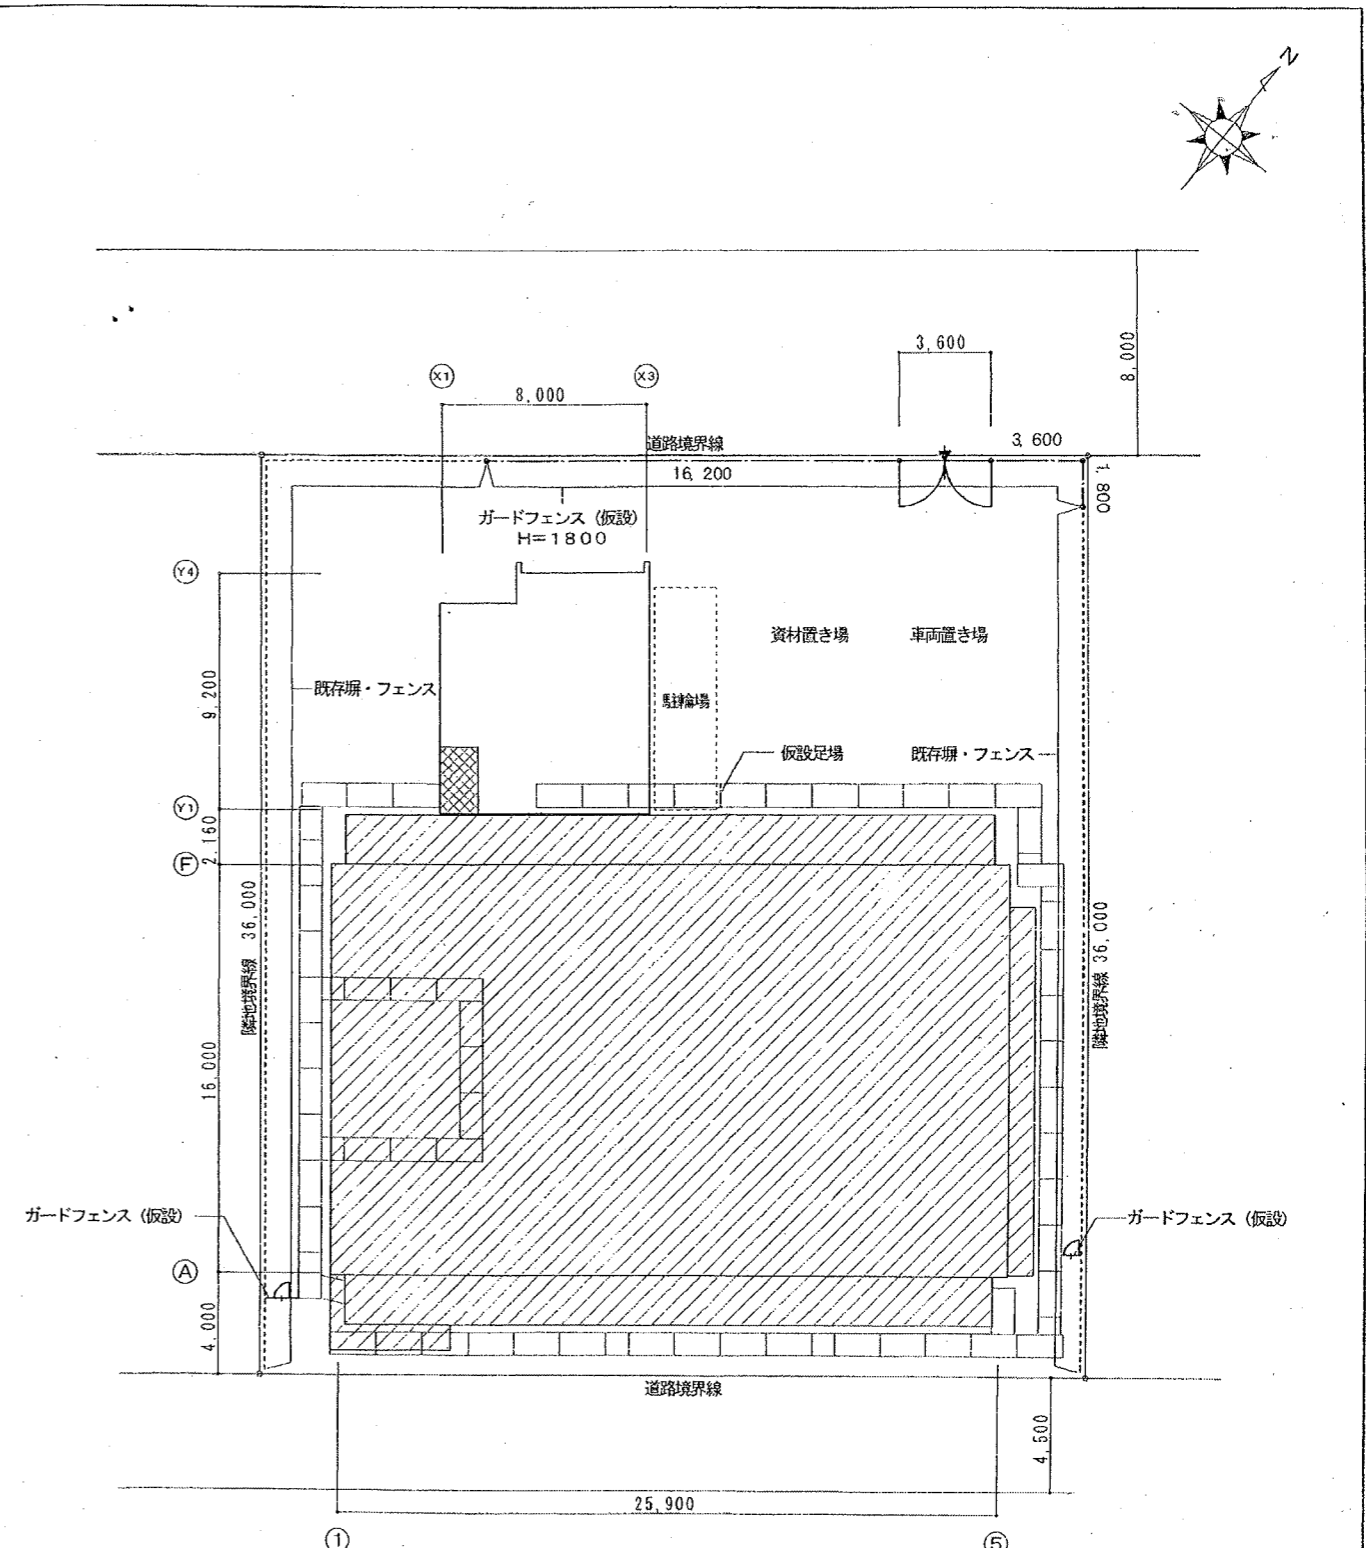 N
8,000
3,600
X1
X3
8,000
道路境界線
3,600
16,200
1,800
ガードフェンス（仮設）
H=1800
Y4
資材置き場
車両置き場
9,200
既存塀・フェンス
駐輪場
仮設足場
既存塀・フェンス
Y1
2,160
F
隣地境界線 36,000
隣地境界線 36,000
16,000
ガードフェンス（仮設）
ガードフェンス（仮設）
A
4,000
道路境界線
4,500
25,900
1
5